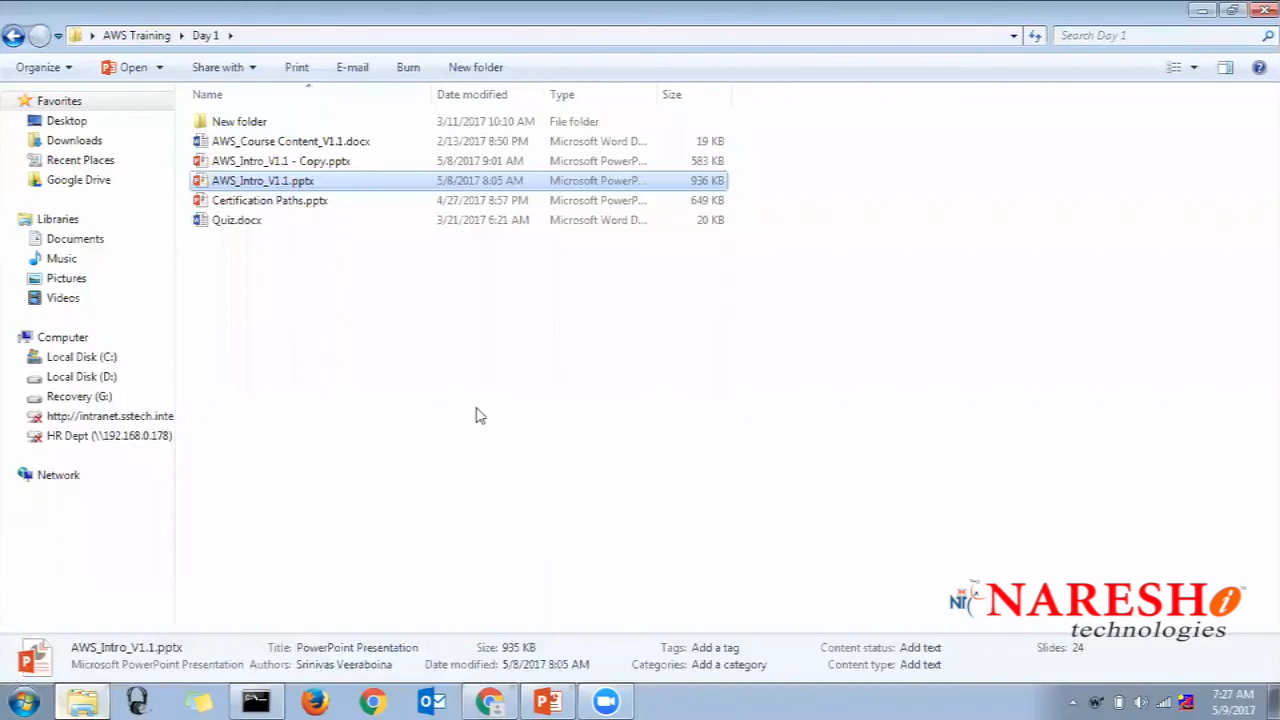 AWS Training Day 1 Search Day 1
Organize Open Share with Print E-mail Burn New folder
Favorites
Desktop
Downloads
Recent Places
Google Drive
Libraries
Documents
Music
Pictures
Videos
Computer
Local Disk (C:)
Local Disk (D:)
Recovery (G:)
http://intranet.sstech.inte
HR Dept (\\192.168.0.178)
Network
Name Date modified Type Size
New folder 3/11/2017 10:10 AM File folder
AWS_Course Content_V1.1.docx 2/13/2017 8:50 PM Microsoft Word D... 19 KB
AWS_Intro_V1.1 - Copy.pptx 5/8/2017 9:01 AM Microsoft PowerP... 583 KB
AWS_Intro_V1.1.pptx 5/8/2017 8:05 AM Microsoft PowerP... 936 KB
Certification Paths.pptx 4/27/2017 8:57 PM Microsoft PowerP... 649 KB
Quiz.docx 3/21/2017 6:21 AM Microsoft Word D... 20 KB
NARESH i
technologies
AWS_Intro_V1.1.pptx Title: PowerPoint Presentation Size: 935 KB Tags: Add a tag Content status: Add text Slides: 24
Microsoft PowerPoint Presentation Authors: Srinivas Veeraboina Date modified: 5/8/2017 8:05 AM Categories: Add a category Content type: Add text
7:27 AM
5/9/2017